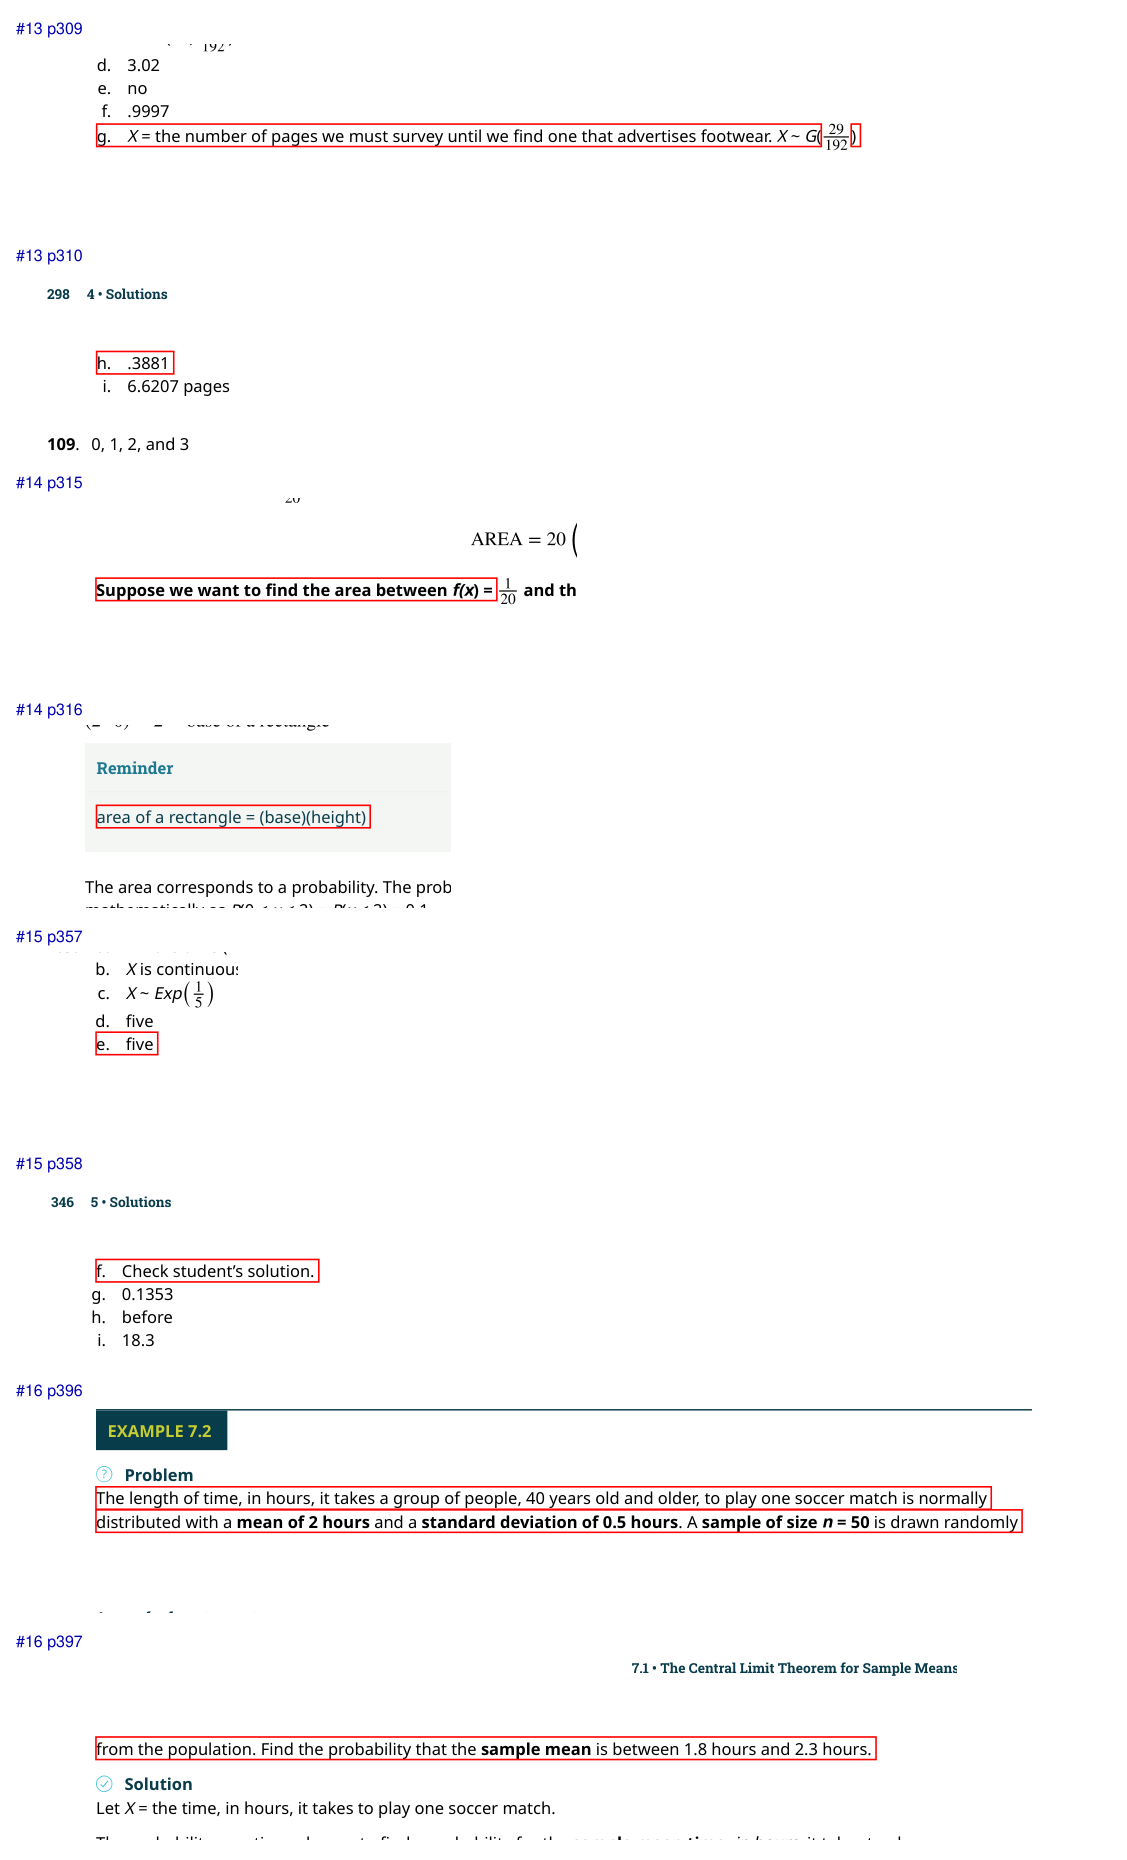 #13 p309
192
d. 3.02
e. no
f. .9997
g. X = the number of pages we must survey until we find one that advertises footwear. X ~ G(29/192)
#13 p310
298 4 • Solutions
h. .3881
i. 6.6207 pages
109. 0, 1, 2, and 3
#14 p315
20
AREA = 20 (
Suppose we want to find the area between f(x) = 1/20 and th
#14 p316
Reminder
area of a rectangle = (base)(height)
The area corresponds to a probability. The prob
#15 p357
b. X is continuous
c. X ~ Exp(1/5)
d. five
e. five
#15 p358
346 5 • Solutions
f. Check student’s solution.
g. 0.1353
h. before
i. 18.3
#16 p396
EXAMPLE 7.2
Problem
The length of time, in hours, it takes a group of people, 40 years old and older, to play one soccer match is normally
distributed with a mean of 2 hours and a standard deviation of 0.5 hours. A sample of size n = 50 is drawn randomly
#16 p397
7.1 • The Central Limit Theorem for Sample Means
from the population. Find the probability that the sample mean is between 1.8 hours and 2.3 hours.
Solution
Let X = the time, in hours, it takes to play one soccer match.